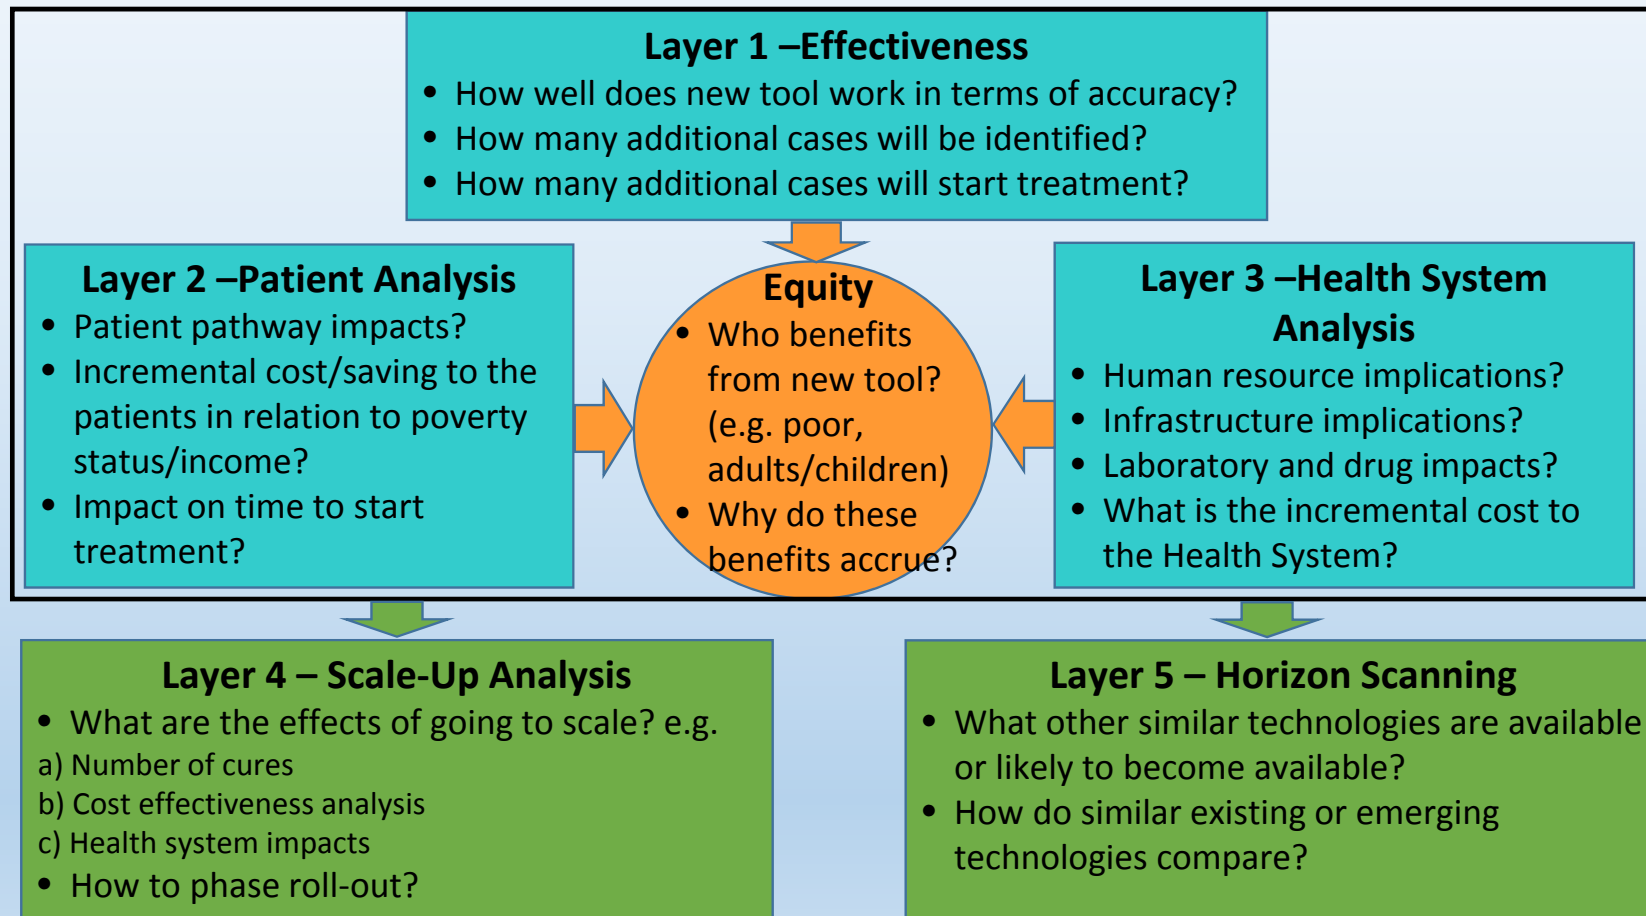 Layer 1 –Effectiveness
• How well does new tool work in terms of accuracy?
• How many additional cases will be identified?
• How many additional cases will start treatment?
Layer 2 –Patient Analysis
• Patient pathway impacts?
• Incremental cost/saving to the
patients in relation to poverty
status/income?
• Impact on time to start
treatment?
Equity
• Who benefits
from new tool?
(e.g. poor,
adults/children)
• Why do these
benefits accrue?
Layer 3 –Health System
Analysis
• Human resource implications?
• Infrastructure implications?
• Laboratory and drug impacts?
• What is the incremental cost to
the Health System?
Layer 4 – Scale-Up Analysis
• What are the effects of going to scale? e.g.
a) Number of cures
b) Cost effectiveness analysis
c) Health system impacts
• How to phase roll-out?
Layer 5 – Horizon Scanning
• What other similar technologies are available
or likely to become available?
• How do similar existing or emerging
technologies compare?